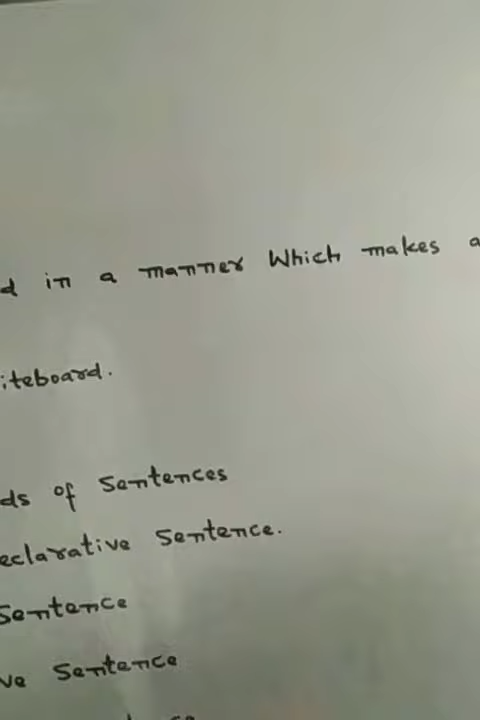 d in a manner Which makes a
iteboard.
ds of Sentences
eclarative Sentence.
Sentence
ve Sentence